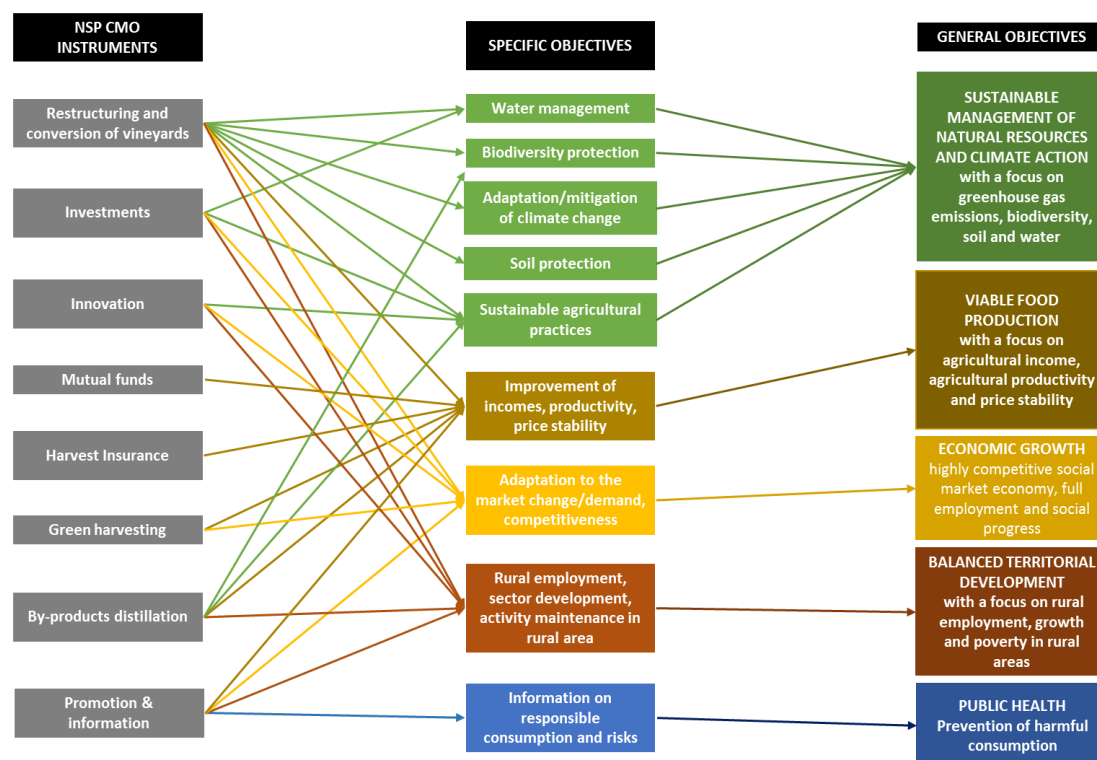 NSP CMO
INSTRUMENTS
Restructuring and
conversion of vineyards
Investments
Innovation
Mutual funds
Harvest Insurance
Green harvesting
By-products distillation
Promotion &
information
SPECIFIC OBJECTIVES
Water management
Biodiversity protection
Adaptation/mitigation
of climate change
Soil protection
Sustainable agricultural
practices
Improvement of
incomes, productivity,
price stability
Adaptation to the
market change/demand,
competitiveness
Rural employment,
sector development,
activity maintenance in
rural area
Information on
responsible
consumption and risks
GENERAL OBJECTIVES
SUSTAINABLE
MANAGEMENT OF
NATURAL RESOURCES
AND CLIMATE ACTION
with a focus on
greenhouse gas
emissions, biodiversity,
soil and water
VIABLE FOOD
PRODUCTION
with a focus on
agricultural income,
agricultural productivity
and price stability
ECONOMIC GROWTH
highly competitive social
market economy, full
employment and social
progress
BALANCED TERRITORIAL
DEVELOPMENT
with a focus on rural
employment, growth
and poverty in rural
areas
PUBLIC HEALTH
Prevention of harmful
consumption